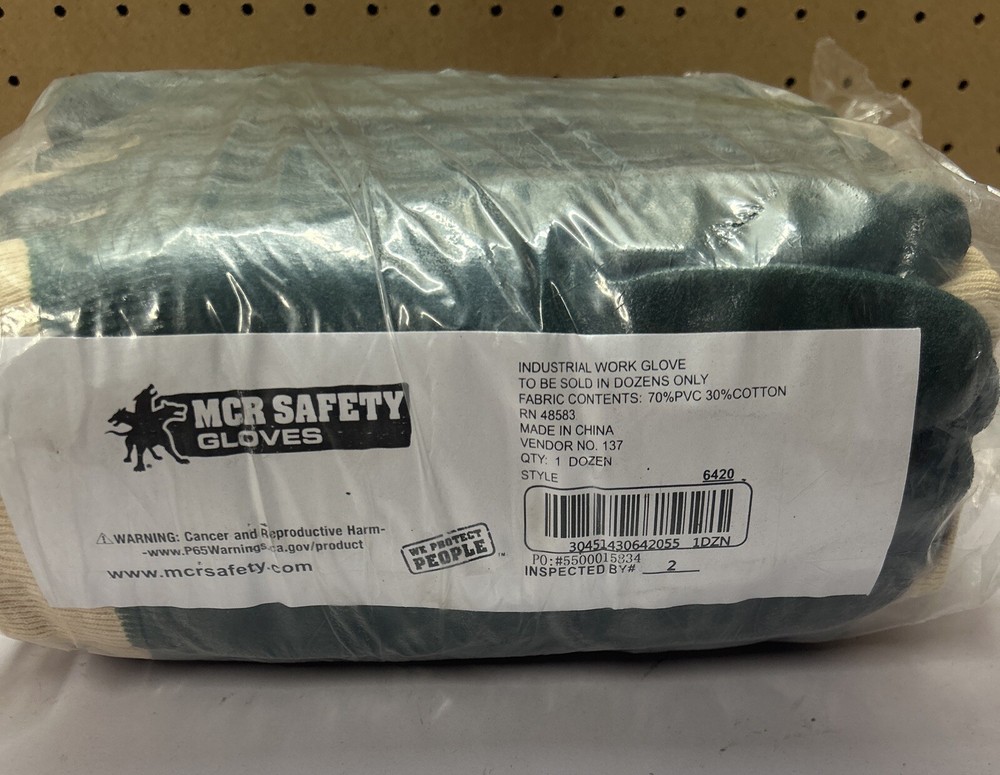 MCR SAFETY
GLOVES
⚠WARNING: Cancer and Reproductive Harm-
-www.P65Warnings.ca.gov/product
www.mcrsafety.com
WE PROTECT
PEOPLE™
INDUSTRIAL WORK GLOVE
TO BE SOLD IN DOZENS ONLY
FABRIC CONTENTS: 70%PVC 30%COTTON
RN 48583
MADE IN CHINA
VENDOR NO. 137
QTY: 1 DOZEN
STYLE 6420
30451430642055 1DZN
PO:#5500015834
INSPECTED BY# 2